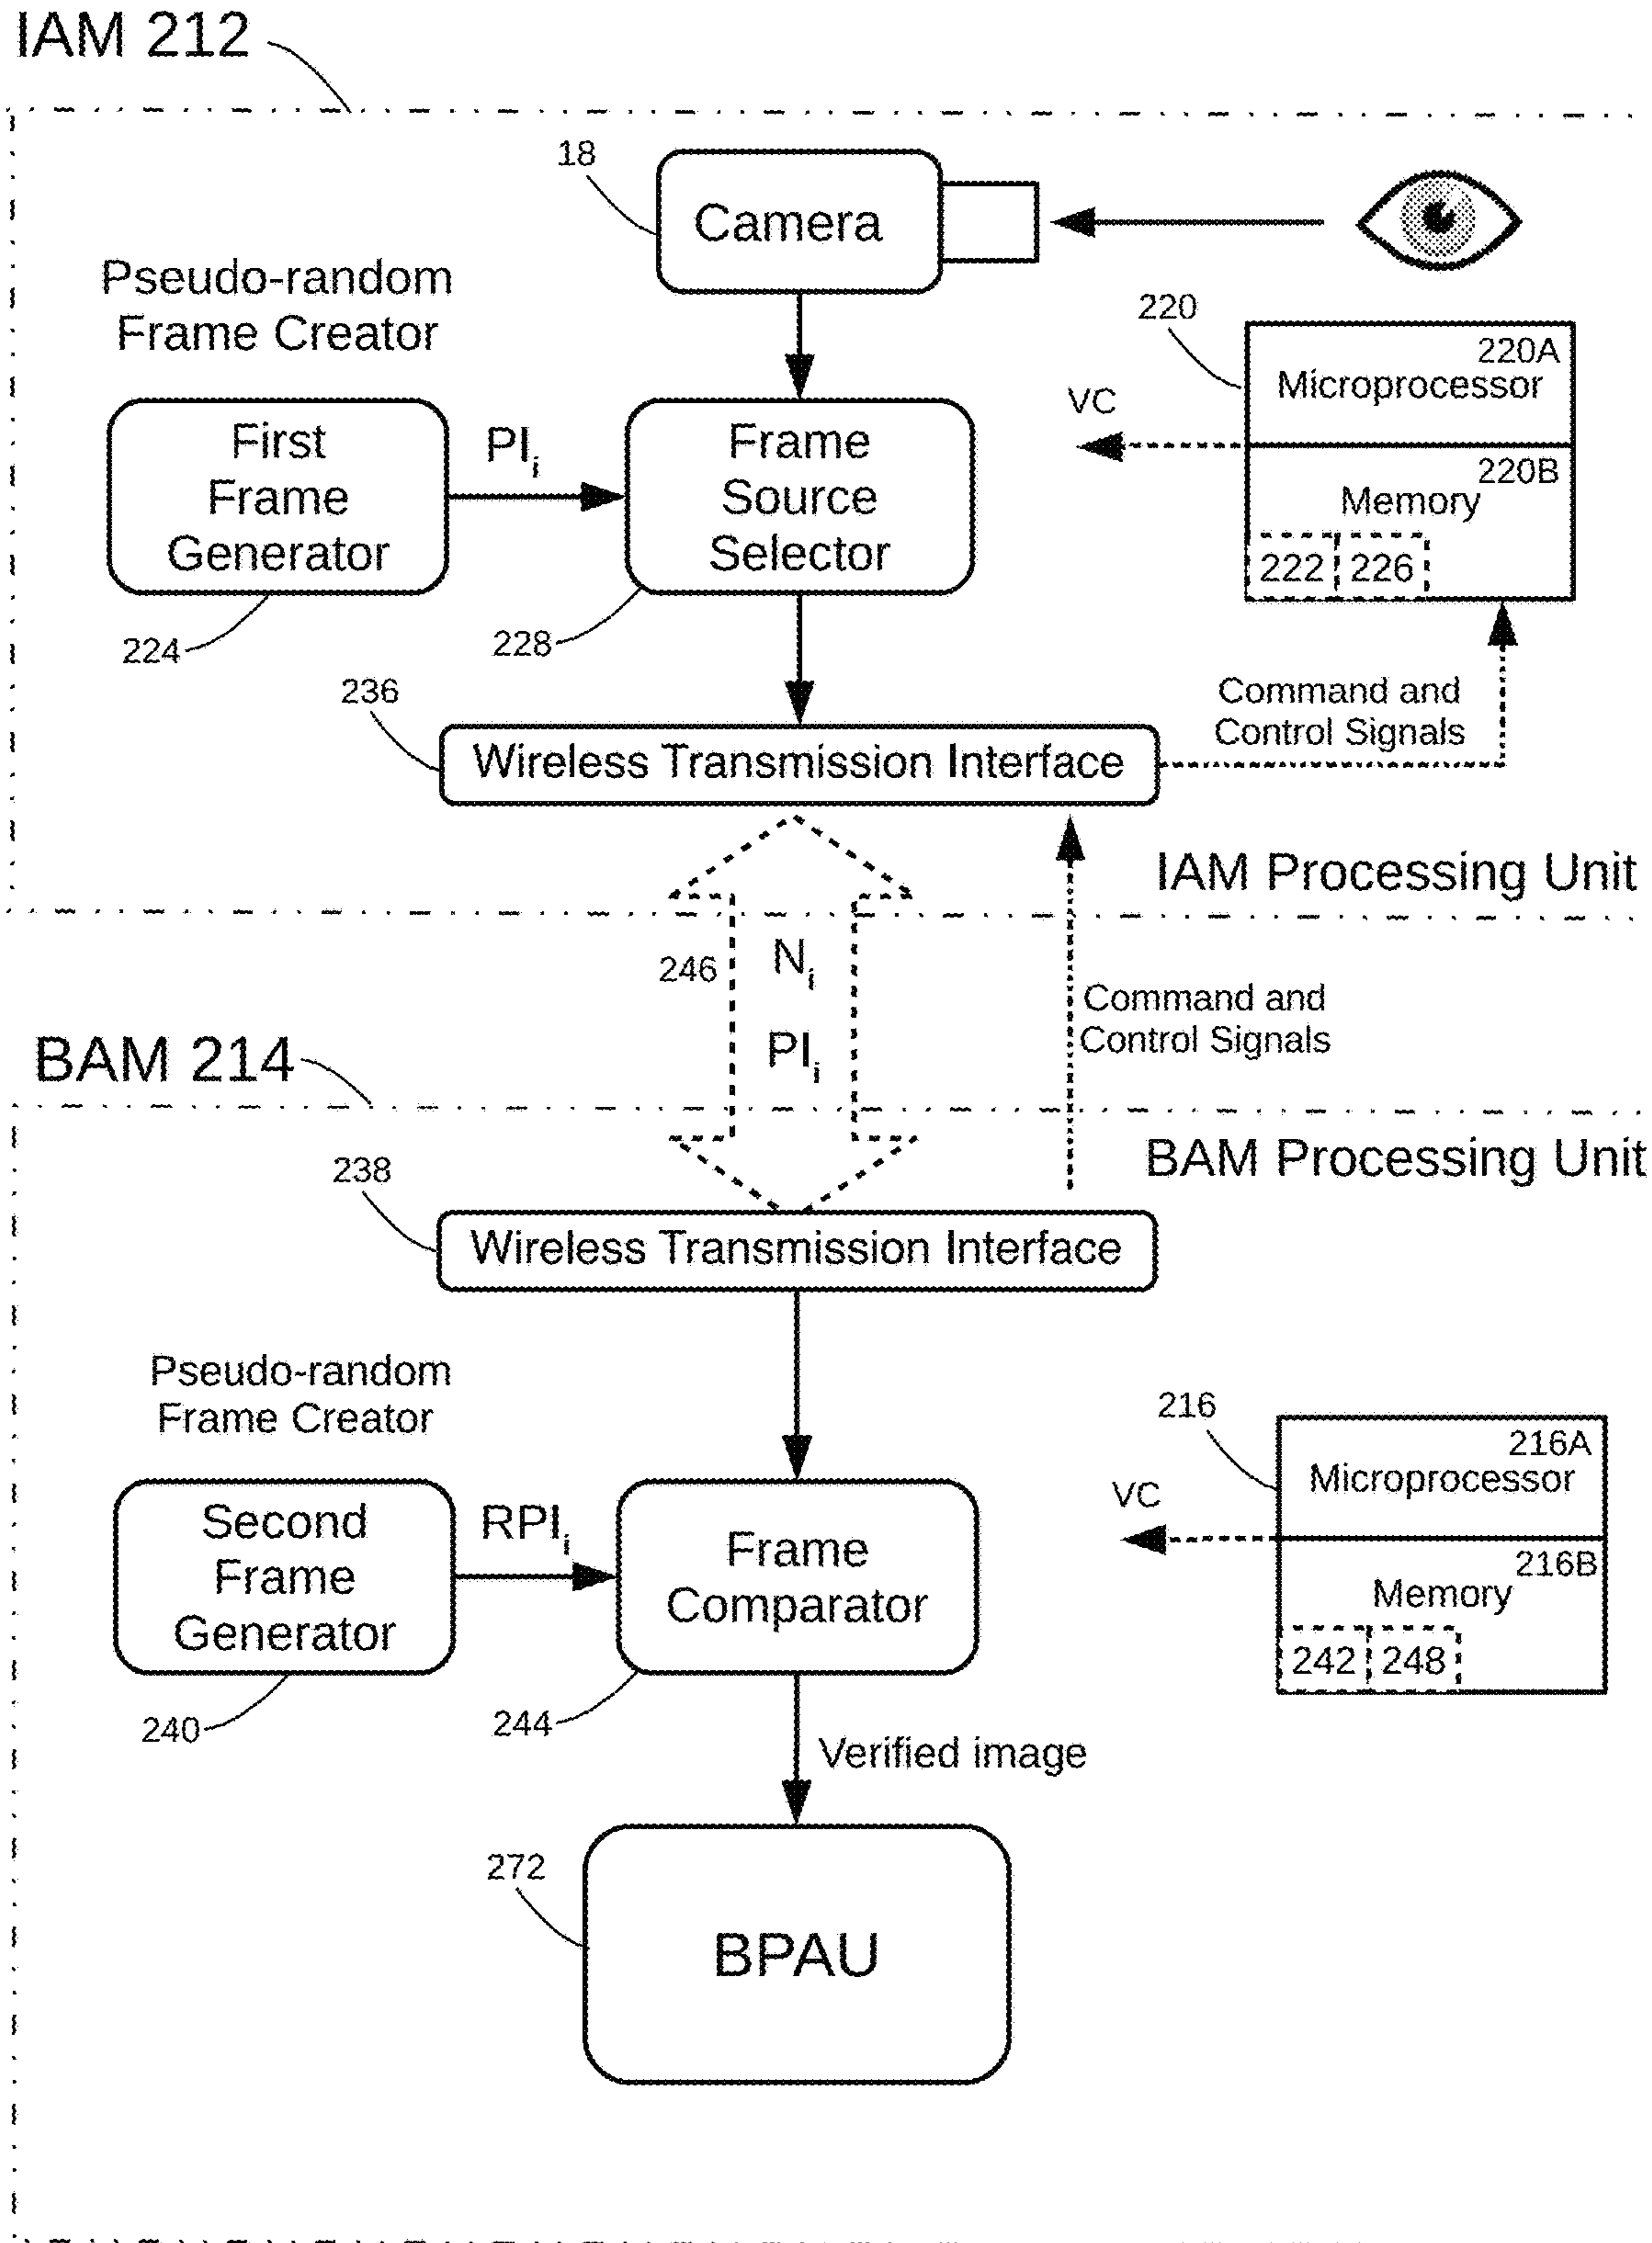 IAM 212
18
Camera
Pseudo-random
Frame Creator
220
220A
Microprocessor
VC
220B
Memory
222
226
First
Frame
Generator
PIi
Frame
Source
Selector
224
228
236
Command and
Control Signals
Wireless Transmission Interface
IAM Processing Unit
246
Ni
PIi
Command and
Control Signals
BAM 214
BAM Processing Unit
238
Wireless Transmission Interface
Pseudo-random
Frame Creator
216
216A
Microprocessor
VC
216B
Memory
242
248
Second
Frame
Generator
RPIi
Frame
Comparator
240
244
Verified image
272
BPAU